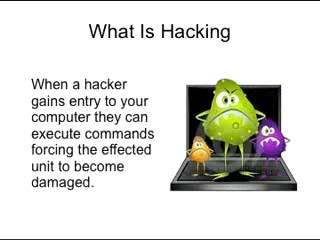 What Is Hacking
When a hacker
gains entry to your
computer they can
execute commands
forcing the effected
unit to become
damaged.